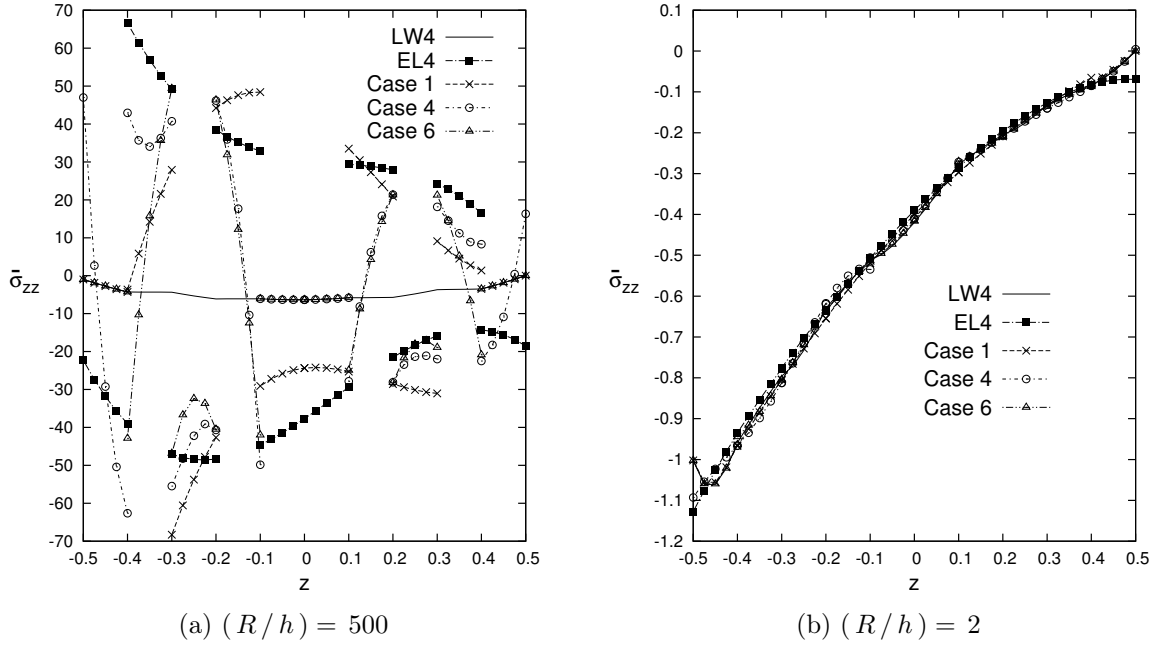 70
60
50
40
30
20
10
0
-10
-20
-30
-40
-50
-60
-70
-0.5 -0.4 -0.3 -0.2 -0.1 0 0.1 0.2 0.3 0.4 0.5
σ̄zz
z
LW4
EL4
Case 1
Case 4
Case 6
(a) (R/h) = 500
0.1
0
-0.1
-0.2
-0.3
-0.4
-0.5
-0.6
-0.7
-0.8
-0.9
-1
-1.1
-1.2
-0.5 -0.4 -0.3 -0.2 -0.1 0 0.1 0.2 0.3 0.4 0.5
σ̄zz
z
LW4
EL4
Case 1
Case 4
Case 6
(b) (R/h) = 2